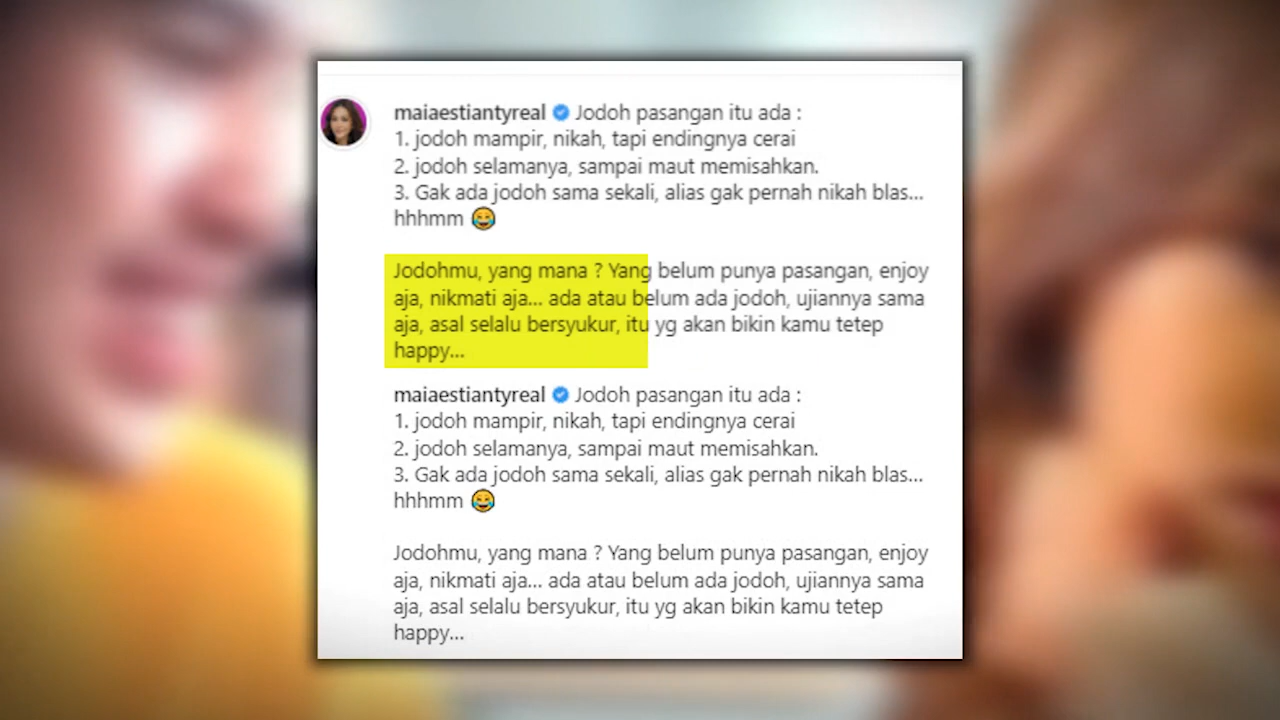 maiaestiantyreal Jodoh pasangan itu ada :
1. jodoh mampir, nikah, tapi endingnya cerai
2. jodoh selamanya, sampai maut memisahkan.
3. Gak ada jodoh sama sekali, alias gak pernah nikah blas...
hhhmm 😂
Jodohmu, yang mana ? Yang belum punya pasangan, enjoy
aja, nikmati aja... ada atau belum ada jodoh, ujiannya sama
aja, asal selalu bersyukur, itu yg akan bikin kamu tetep
happy...
maiaestiantyreal Jodoh pasangan itu ada :
1. jodoh mampir, nikah, tapi endingnya cerai
2. jodoh selamanya, sampai maut memisahkan.
3. Gak ada jodoh sama sekali, alias gak pernah nikah blas...
hhhmm 😂
Jodohmu, yang mana ? Yang belum punya pasangan, enjoy
aja, nikmati aja... ada atau belum ada jodoh, ujiannya sama
aja, asal selalu bersyukur, itu yg akan bikin kamu tetep
happy...